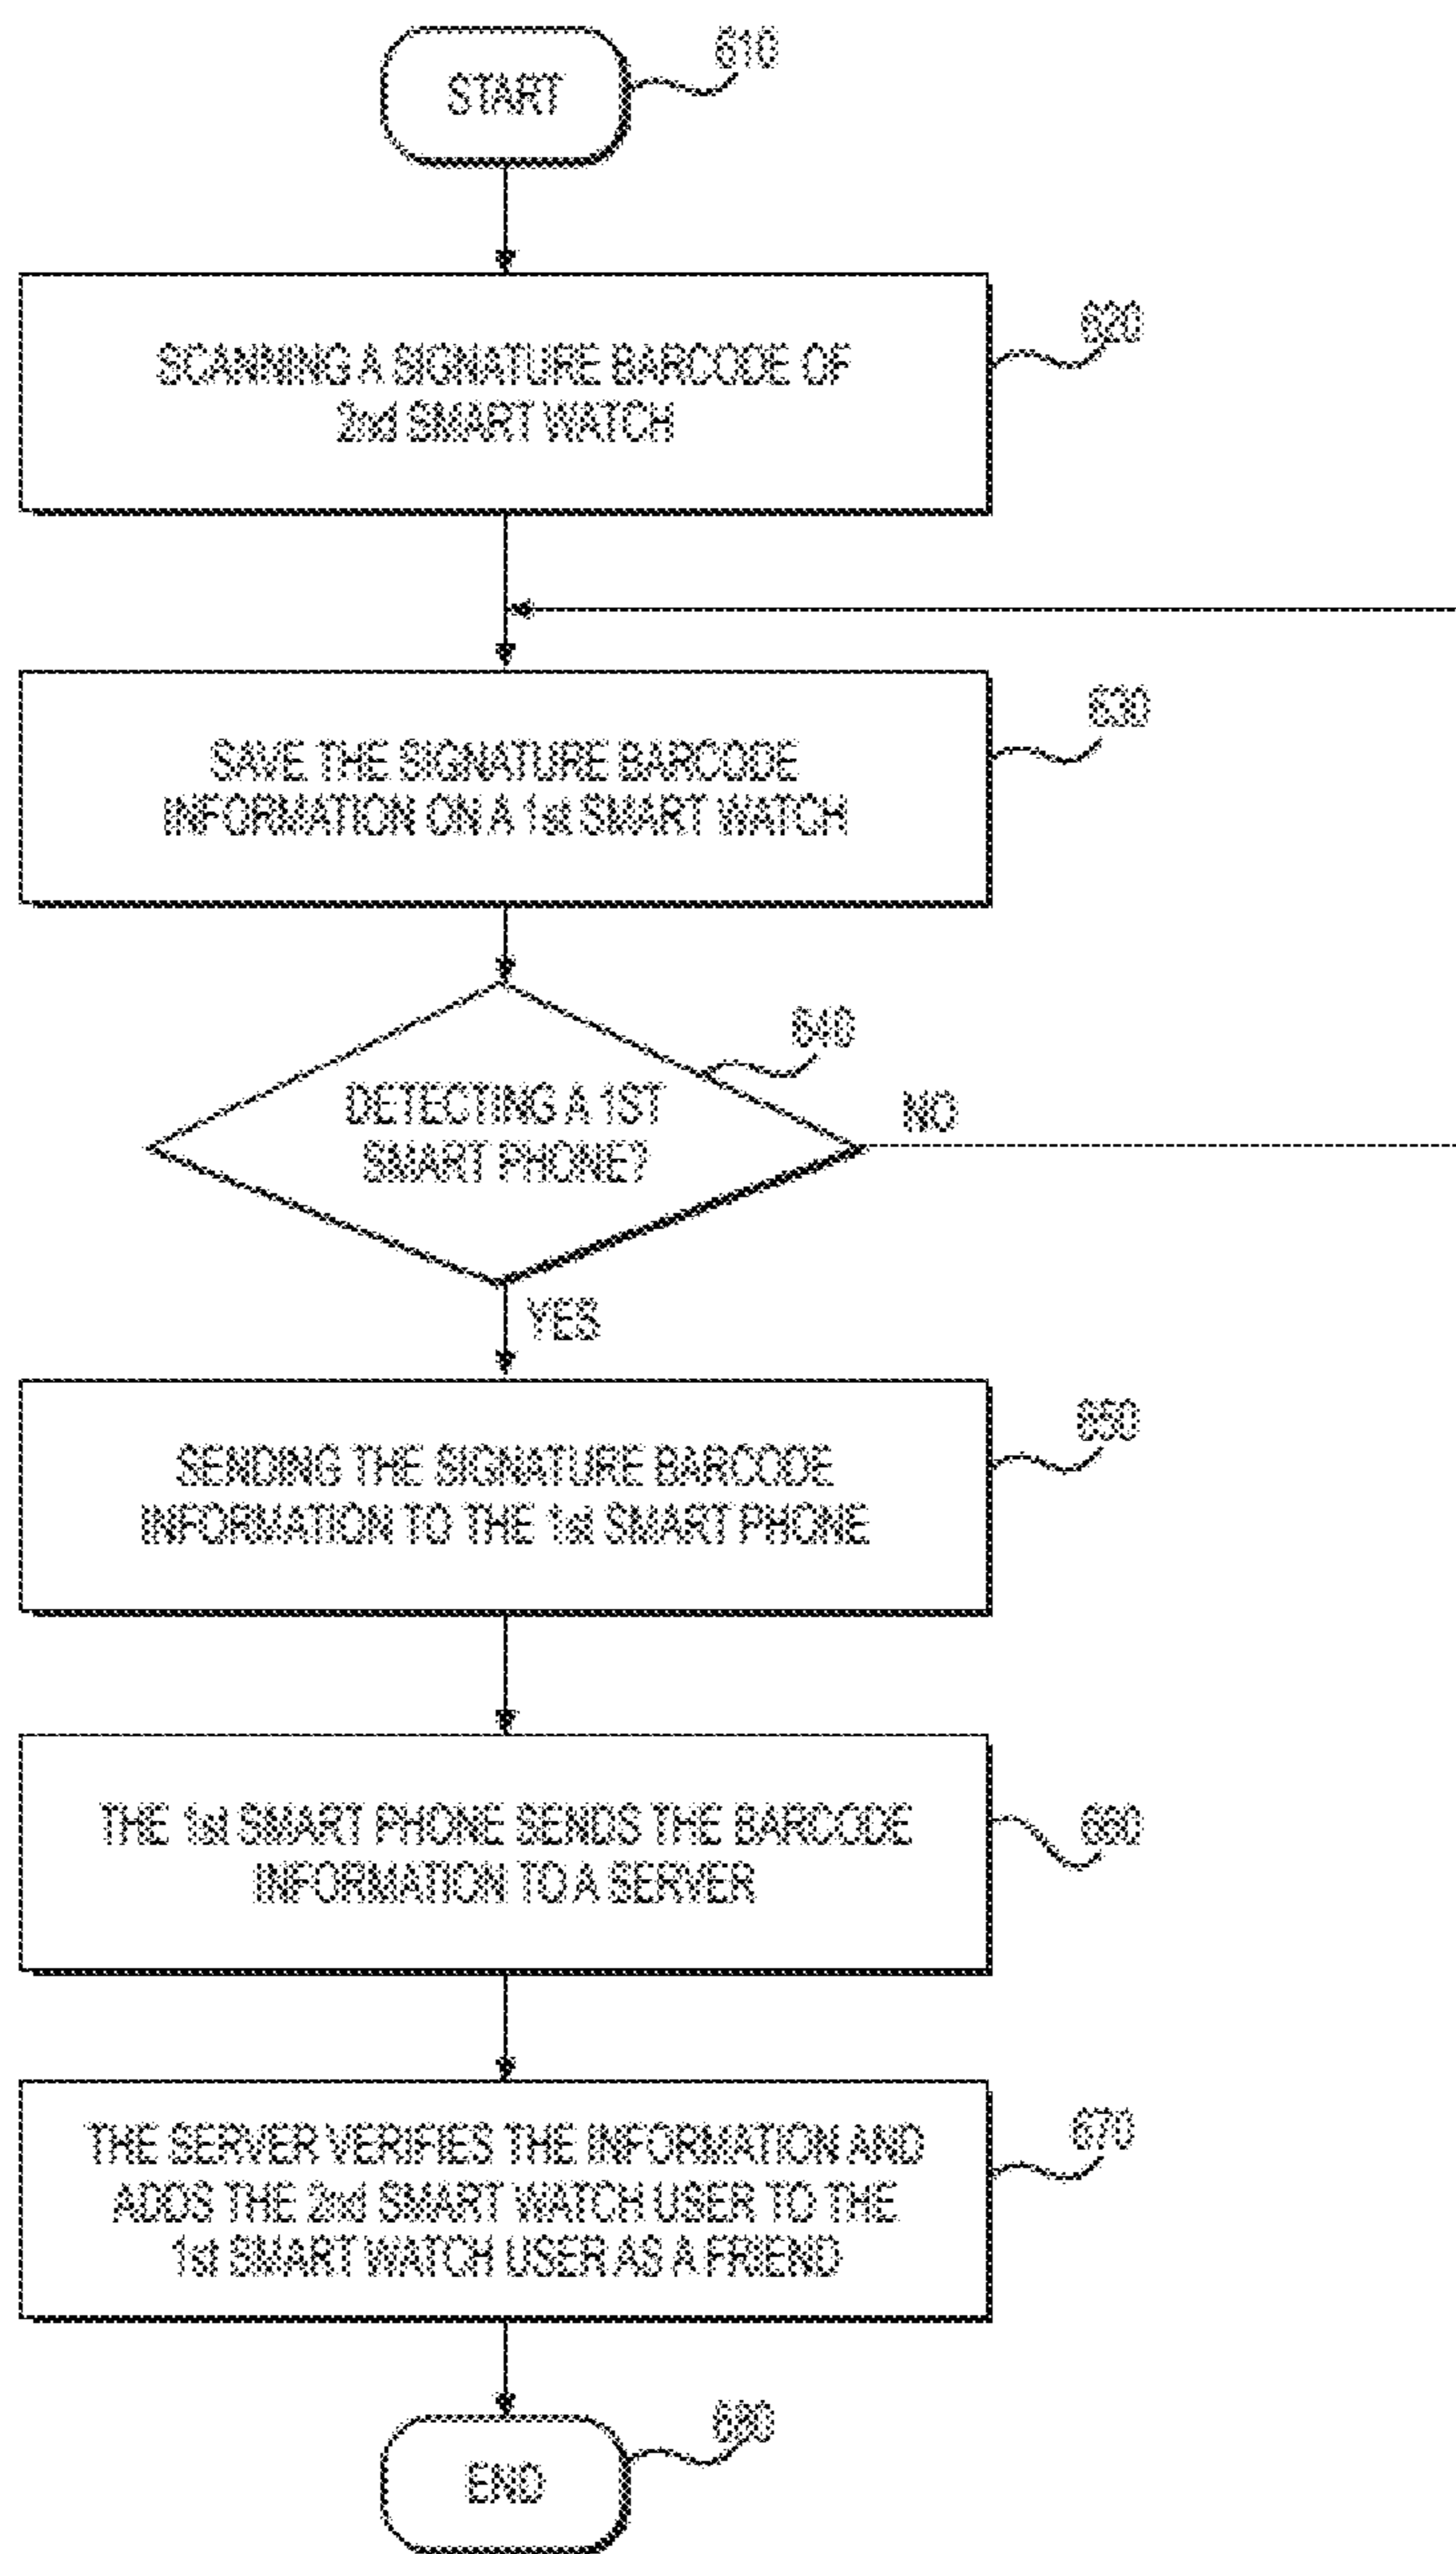 START
610
SCANNING A SIGNATURE BARCODE OF
2nd SMART WATCH
620
SAVE THE SIGNATURE BARCODE
INFORMATION ON A 1st SMART WATCH
630
DETECTING A 1ST
SMART PHONE?
640
NO
YES
SENDING THE SIGNATURE BARCODE
INFORMATION TO THE 1st SMART PHONE
650
THE 1st SMART PHONE SENDS THE BARCODE
INFORMATION TO A SERVER
660
THE SERVER VERIFIES THE INFORMATION AND
ADDS THE 2nd SMART WATCH USER TO THE
1st SMART WATCH USER AS A FRIEND
670
END
680